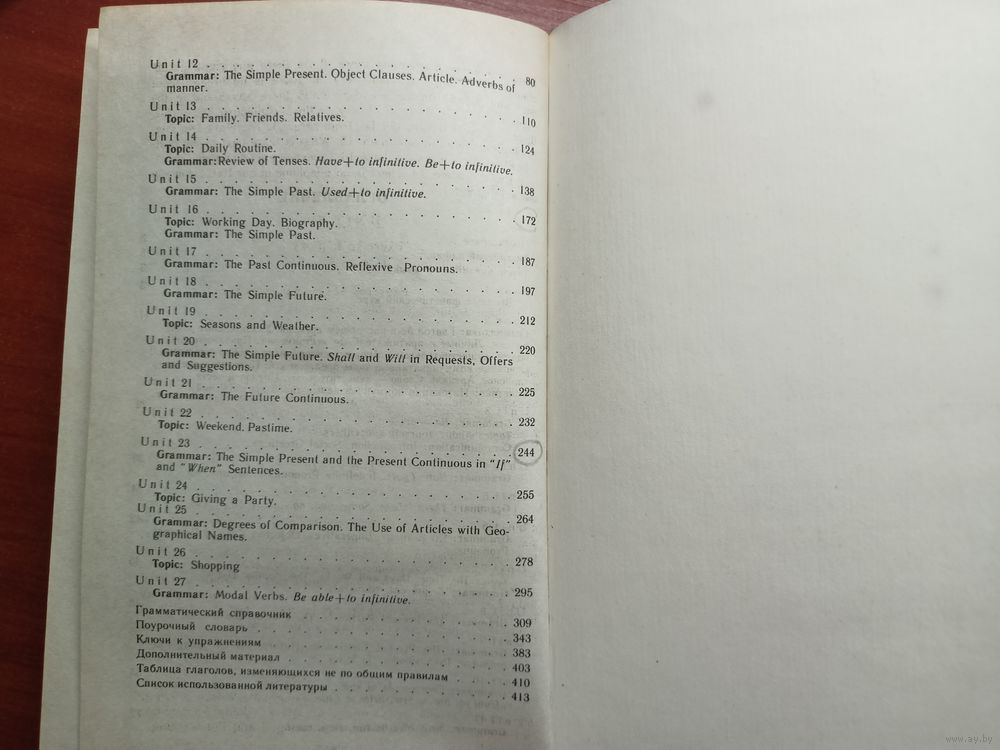 Unit 12 . . . . . . . . . . . . . . . 80
Grammar: The Simple Present. Object Clauses. Article. Adverbs of
manner.
Unit 13 . . . . . . . . . . . . . . . 110
Topic: Family. Friends. Relatives.
Unit 14 . . . . . . . . . . . . . . . 124
Topic: Daily Routine.
Grammar: Review of Tenses. Have+to infinitive. Be+to infinitive.
Unit 15 . . . . . . . . . . . . . . . 138
Grammar: The Simple Past. Used+to infinitive.
Unit 16 . . . . . . . . . . . . . . . 172
Topic: Working Day. Biography.
Grammar: The Simple Past.
Unit 17 . . . . . . . . . . . . . . . 187
Grammar: The Past Continuous. Reflexive Pronouns.
Unit 18 . . . . . . . . . . . . . . . 197
Grammar: The Simple Future.
Unit 19 . . . . . . . . . . . . . . . 212
Topic: Seasons and Weather.
Unit 20 . . . . . . . . . . . . . . . 220
Grammar: The Simple Future. Shall and Will in Requests, Offers
and Suggestions.
Unit 21 . . . . . . . . . . . . . . . 225
Grammar: The Future Continuous.
Unit 22 . . . . . . . . . . . . . . . 232
Topic: Weekend. Pastime.
Unit 23 . . . . . . . . . . . . . . . 244
Grammar: The Simple Present and the Present Continuous in "If"
and "When" Sentences.
Unit 24 . . . . . . . . . . . . . . . 255
Topic: Giving a Party.
Unit 25 . . . . . . . . . . . . . . . 264
Grammar: Degrees of Comparison. The Use of Articles with Geo-
graphical Names.
Unit 26 . . . . . . . . . . . . . . . 278
Topic: Shopping
Unit 27 . . . . . . . . . . . . . . . 295
Grammar: Modal Verbs. Be able+to infinitive.
Грамматический справочник . . . . . . . . . 309
Поурочный словарь . . . . . . . . . . . 343
Ключи к упражнениям . . . . . . . . . . 383
Дополнительный материал . . . . . . . . . 403
Таблица глаголов, изменяющихся не по общим правилам . . . . 410
Список использованной литературы . . . . . . . 413
www.ay.by